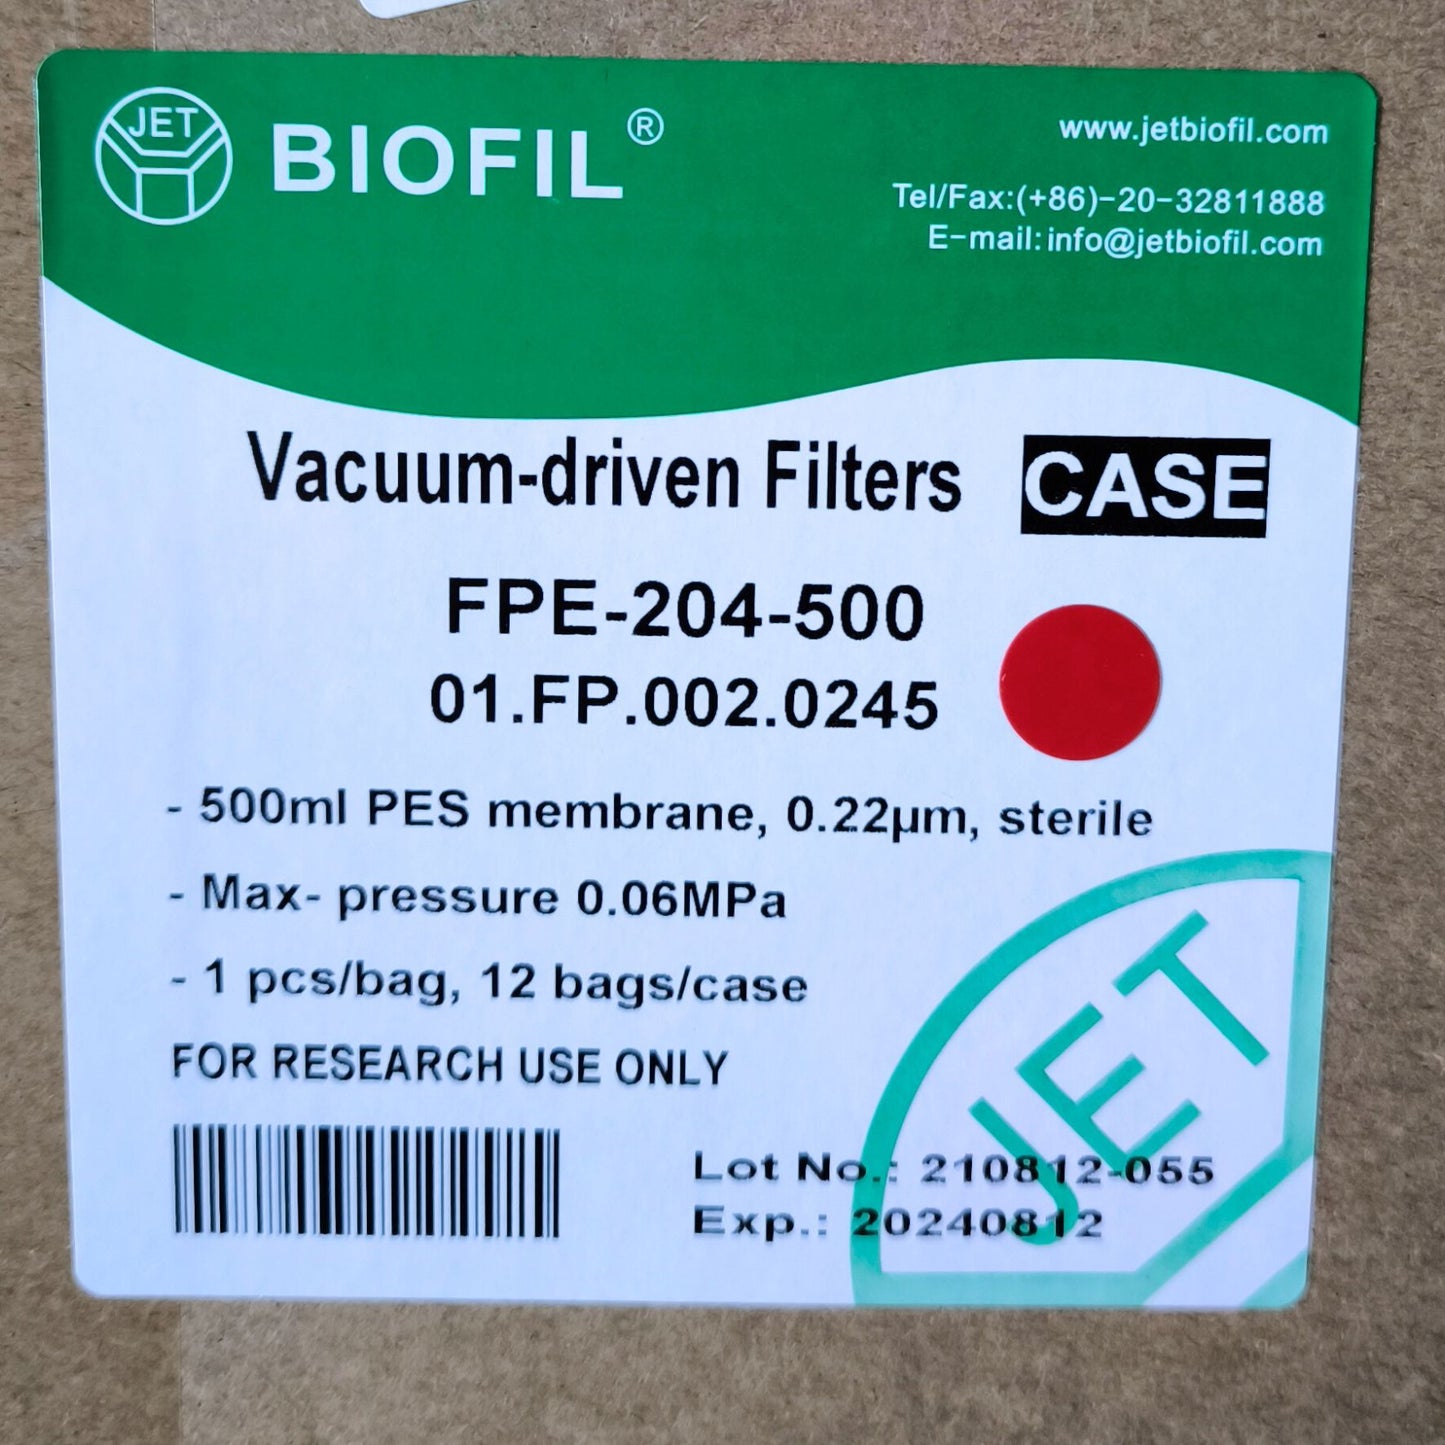 JET
BIOFIL®
www.jetbiofil.com
Tel/Fax:(+86)-20-32811888
E-mail:info@jetbiofil.com
Vacuum-driven Filters CASE
FPE-204-500
01.FP.002.0245
- 500ml PES membrane, 0.22µm, sterile
- Max- pressure 0.06MPa
- 1 pcs/bag, 12 bags/case
FOR RESEARCH USE ONLY
JET
Lot No.: 210812-055
Exp.: 20240812